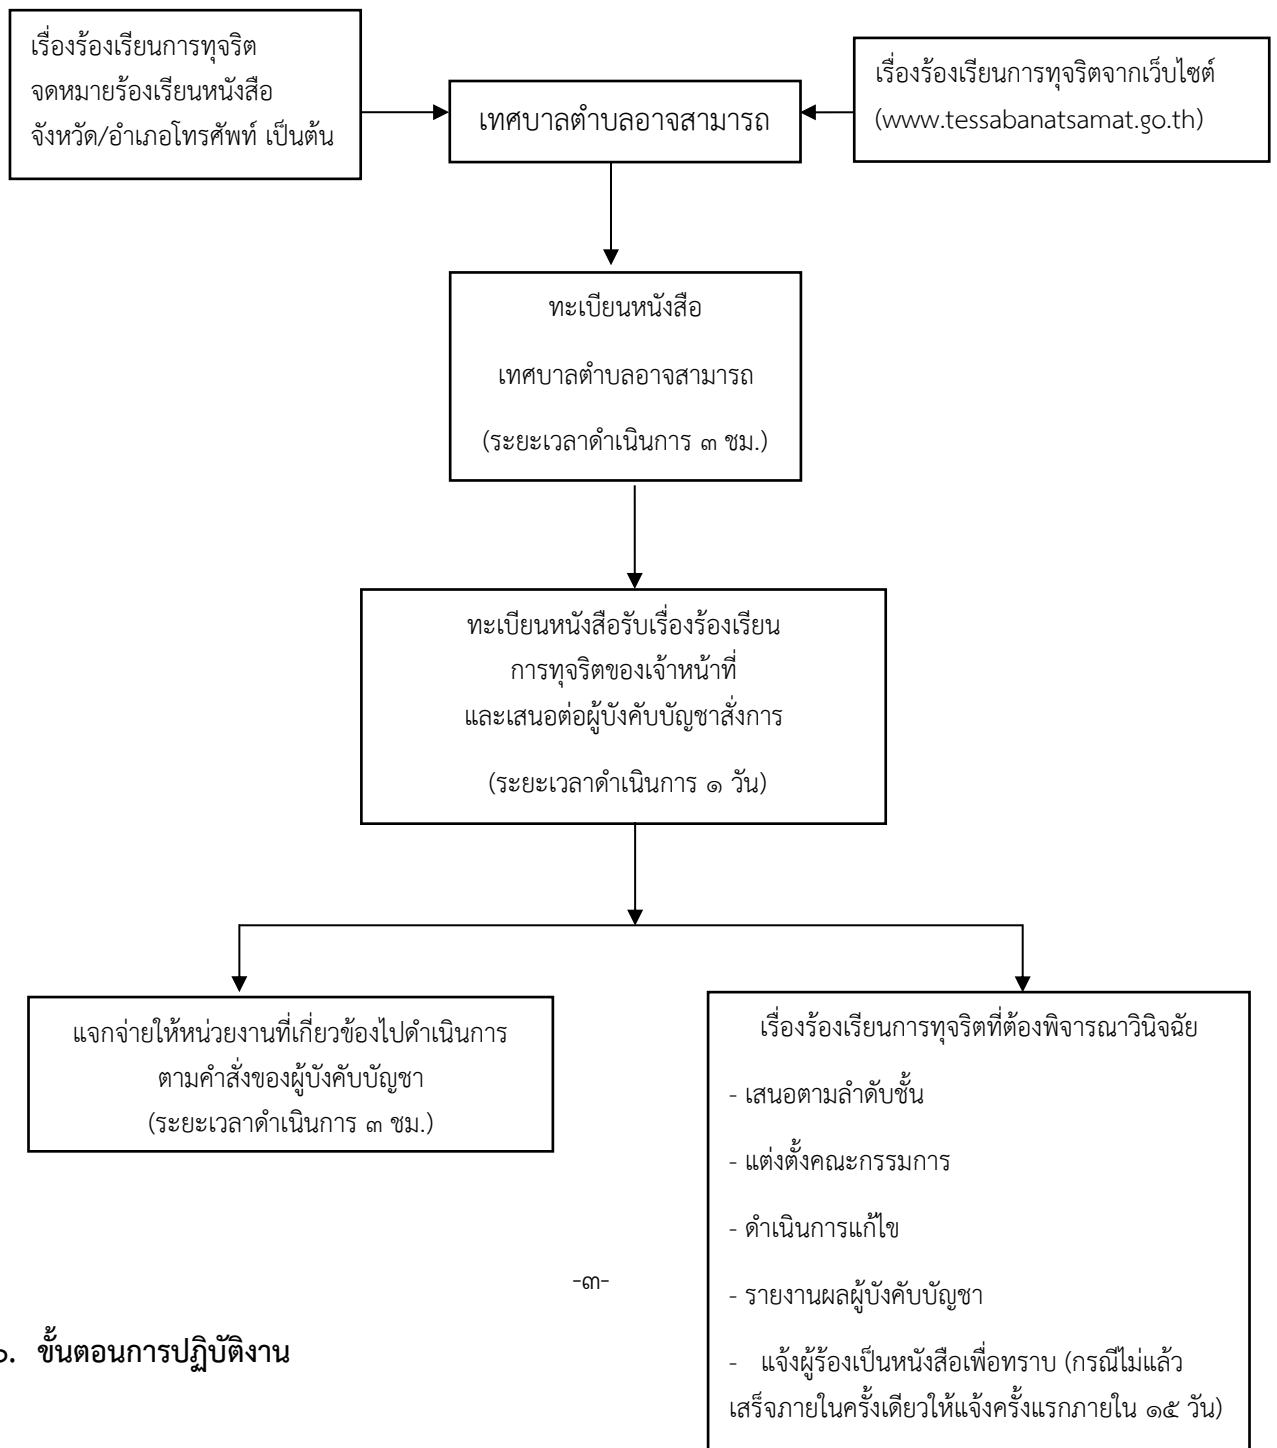 เรื่องร้องเรียนการทุจริต
จดหมายร้องเรียนหนังสือ
จังหวัด/อำเภอโทรศัพท์ เป็นต้น
เทศบาลตำบลอาจสามารถ
เรื่องร้องเรียนการทุจริตจากเว็บไซต์
(www.tessabanatsamat.go.th)
ทะเบียนหนังสือ
เทศบาลตำบลอาจสามารถ
(ระยะเวลาดำเนินการ ๓ ชม.)
ทะเบียนหนังสือรับเรื่องร้องเรียน
การทุจริตของเจ้าหน้าที่
และเสนอต่อผู้บังคับบัญชาสั่งการ
(ระยะเวลาดำเนินการ ๑ วัน)
แจกจ่ายให้หน่วยงานที่เกี่ยวข้องไปดำเนินการ
ตามคำสั่งของผู้บังคับบัญชา
(ระยะเวลาดำเนินการ ๓ ชม.)
เรื่องร้องเรียนการทุจริตที่ต้องพิจารณาวินิจฉัย
- เสนอตามลำดับชั้น
- แต่งตั้งคณะกรรมการ
- ดำเนินการแก้ไข
- รายงานผลผู้บังคับบัญชา
- แจ้งผู้ร้องเป็นหนังสือเพื่อทราบ (กรณีไม่แล้ว
เสร็จภายในครั้งเดียวให้แจ้งครั้งแรกภายใน ๑๕ วัน)
-๓-
ขั้นตอนการปฏิบัติงาน